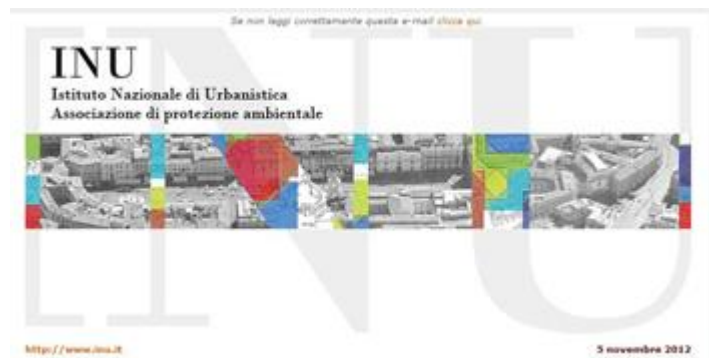 Se non leggi correttamente questa e-mail clicca qui
INU
Istituto Nazionale di Urbanistica
Associazione di protezione ambientale
INU
http://www.inu.it
5 novembre 2012